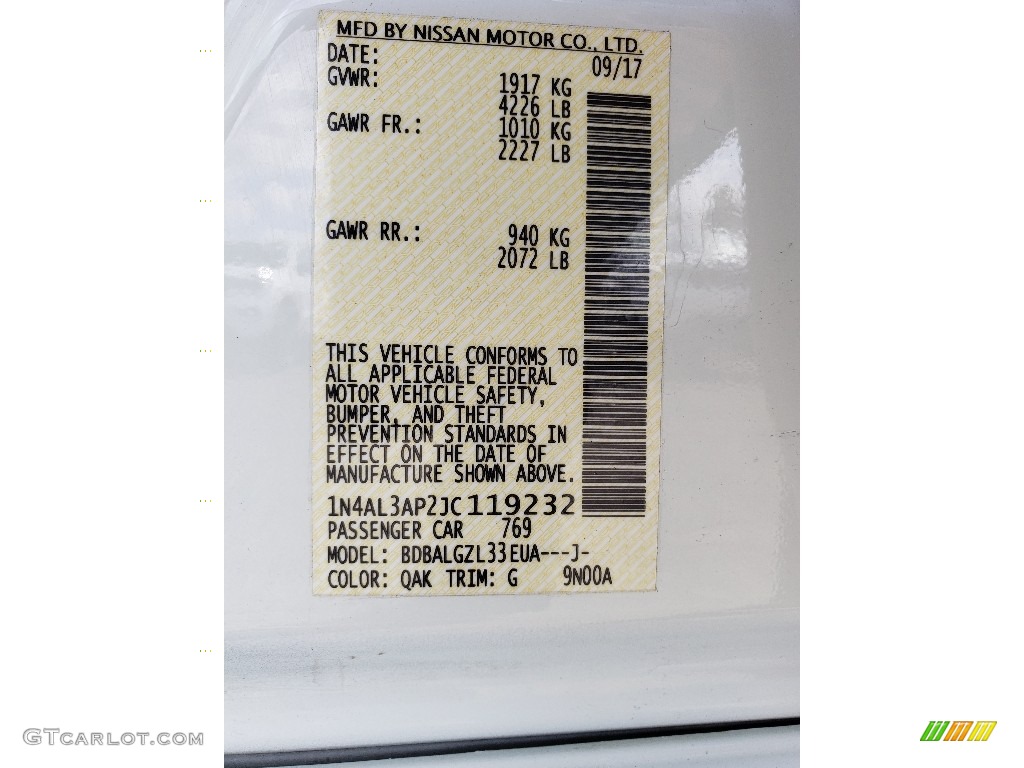 MFD BY NISSAN MOTOR CO., LTD.
DATE: 09/17
GVWR: 1917 KG
4226 LB
GAWR FR.: 1010 KG
2227 LB
GAWR RR.: 940 KG
2072 LB
THIS VEHICLE CONFORMS TO
ALL APPLICABLE FEDERAL
MOTOR VEHICLE SAFETY,
BUMPER, AND THEFT
PREVENTION STANDARDS IN
EFFECT ON THE DATE OF
MANUFACTURE SHOWN ABOVE.
1N4AL3AP2JC119232
PASSENGER CAR 769
MODEL: BDBALGZL33EUA---J-
COLOR: QAK TRIM: G 9N00A
GTCARLOT.COM